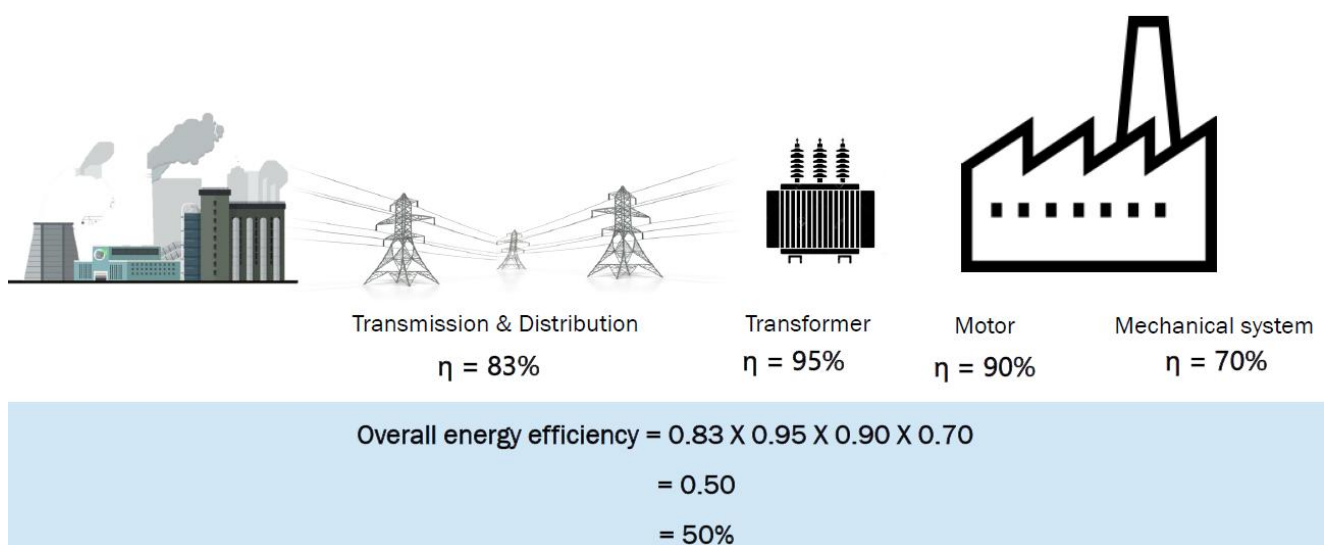 Transmission & Distribution
η = 83%
Transformer
η = 95%
Motor
η = 90%
Mechanical system
η = 70%
Overall energy efficiency = 0.83 X 0.95 X 0.90 X 0.70
= 0.50
= 50%